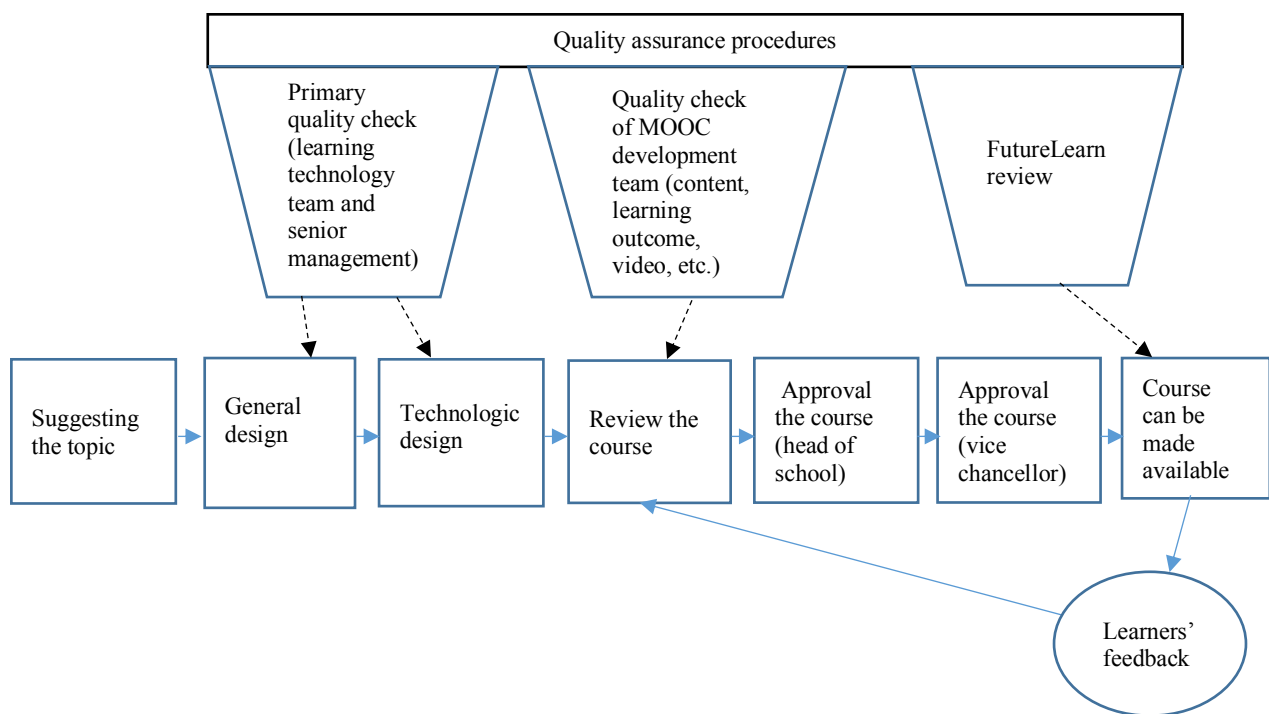 Quality assurance procedures
Primary
quality check
(learning
technology
team and
senior
management)
Quality check
of MOOC
development
team (content,
learning
outcome,
video, etc.)
FutureLearn
review
Suggesting
the topic
General
design
Technologic
design
Review the
course
Approval
the course
(head of
school)
Approval
the course
(vice
chancellor)
Course
can be
made
available
Learners’
feedback